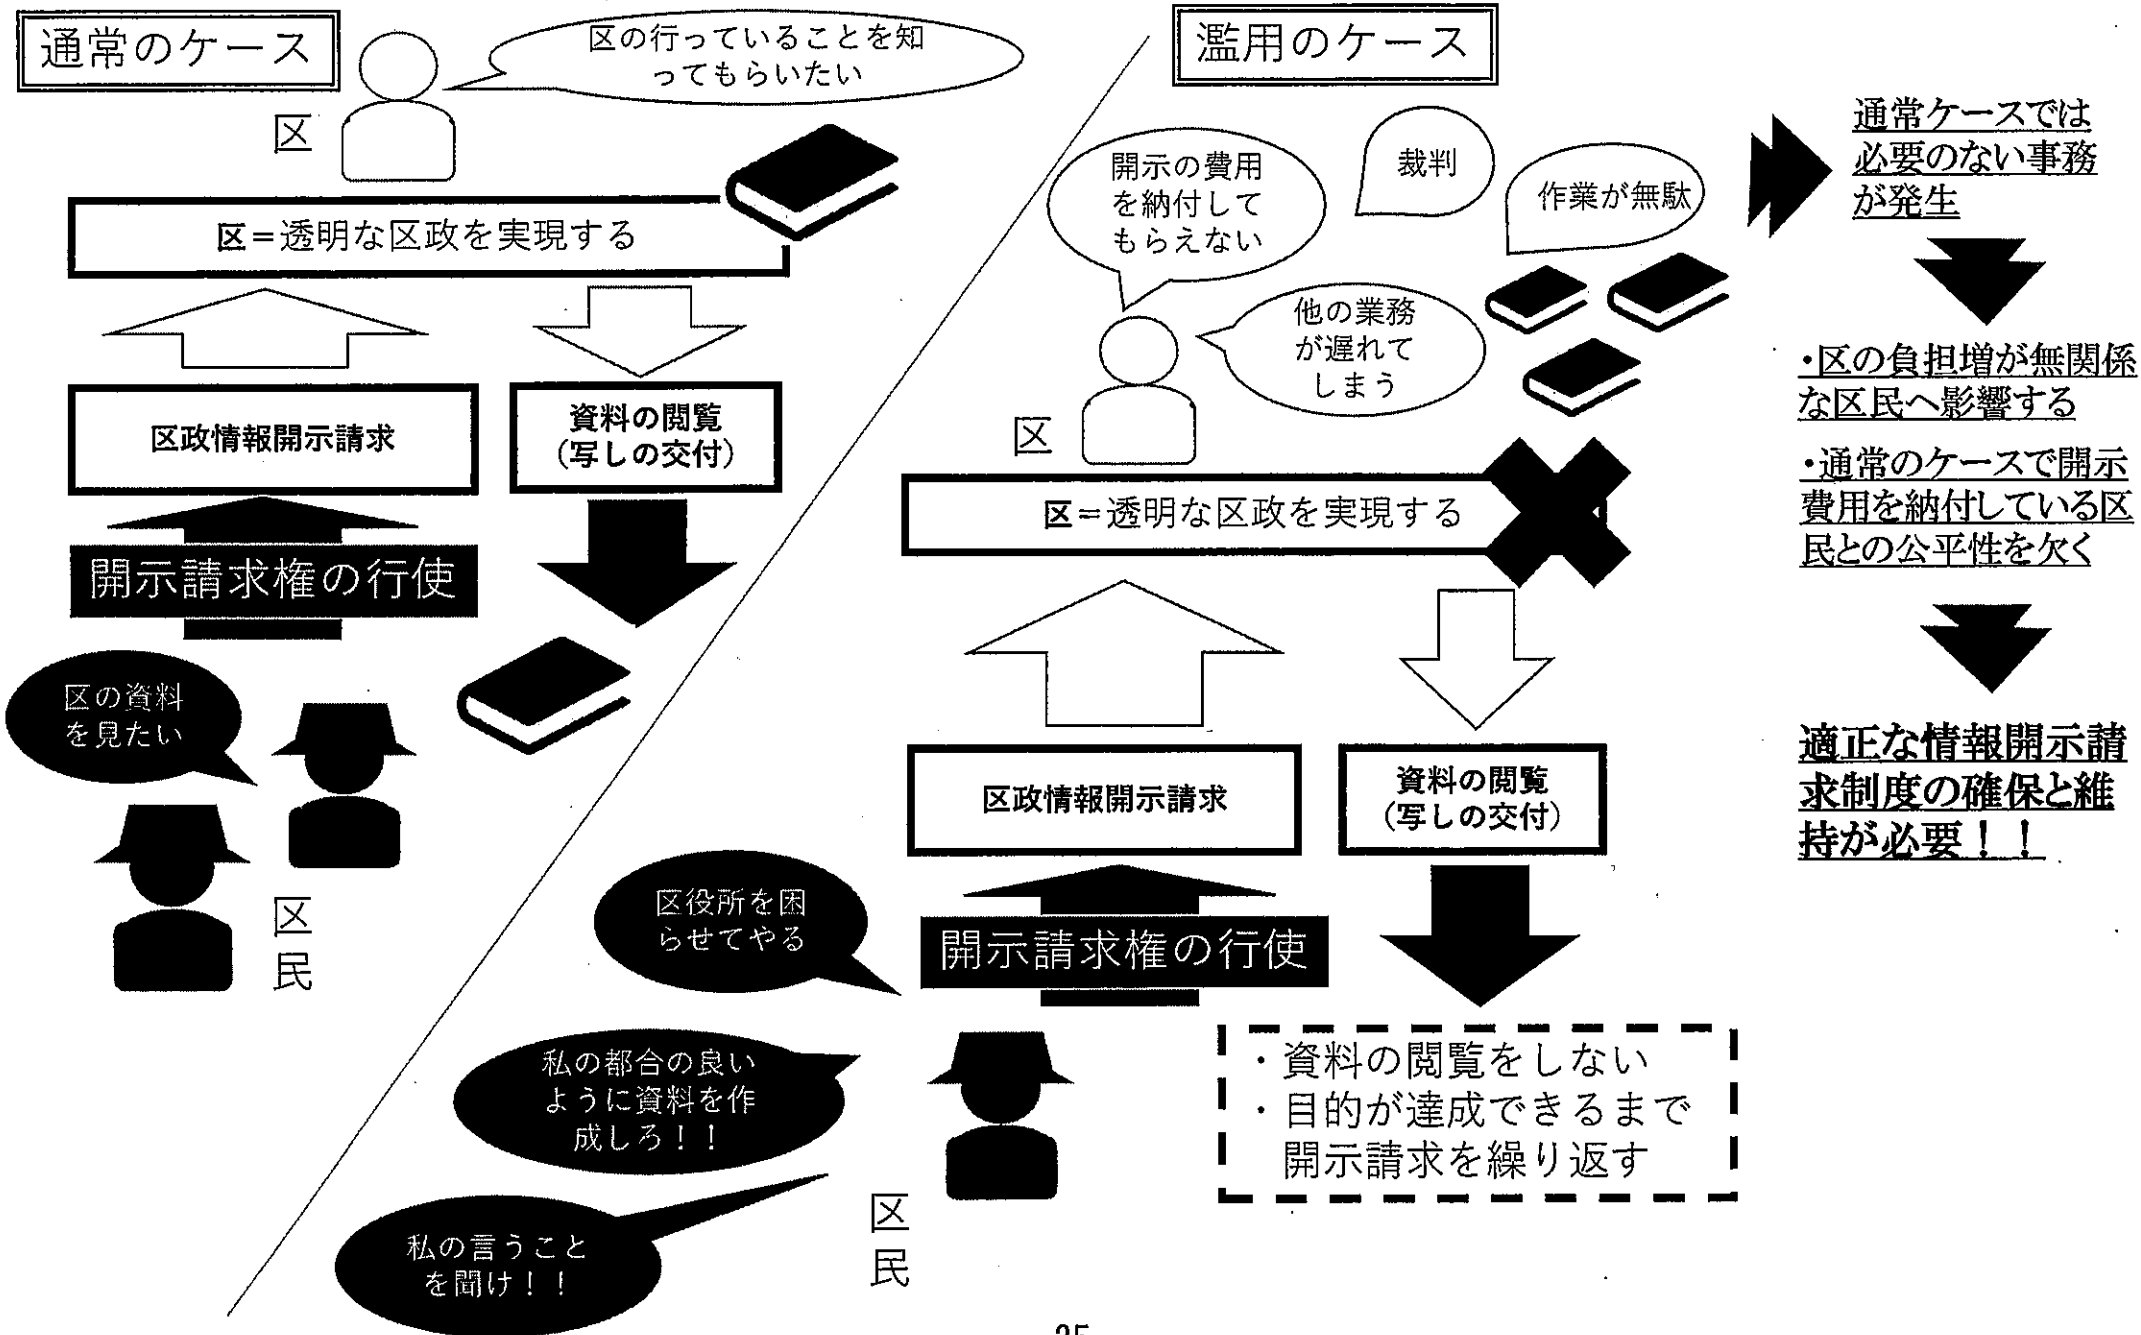 通常のケース
区の行っていることを知
ってもらいたい
区
区＝透明な区政を実現する
区政情報開示請求
資料の閲覧
(写しの交付)
開示請求権の行使
区の資料
を見たい
区
民
濫用のケース
開示の費用
を納付して
もらえない
裁判
作業が無駄
他の業務
が遅れて
しまう
区
区＝透明な区政を実現する
区政情報開示請求
資料の閲覧
(写しの交付)
開示請求権の行使
区役所を困
らせてやる
私の都合の良い
ように資料を作
成しろ！！
私の言うこと
を聞け！！
区
民
・資料の閲覧をしない
・目的が達成できるまで
開示請求を繰り返す
通常ケースでは
必要のない事務
が発生
・区の負担増が無関係
な区民へ影響する
・通常のケースで開示
費用を納付している区
民との公平性を欠く
適正な情報開示請
求制度の確保と維
持が必要！！